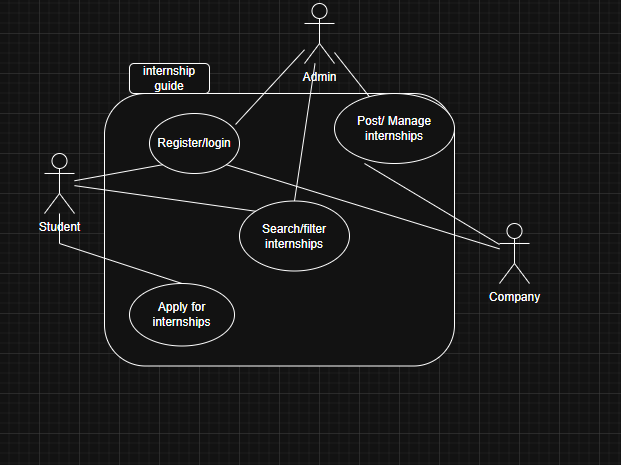 Admin
internship
guide
Post/ Manage
internships
Register/login
Student
Search/filter
internships
Company
Apply for
internships